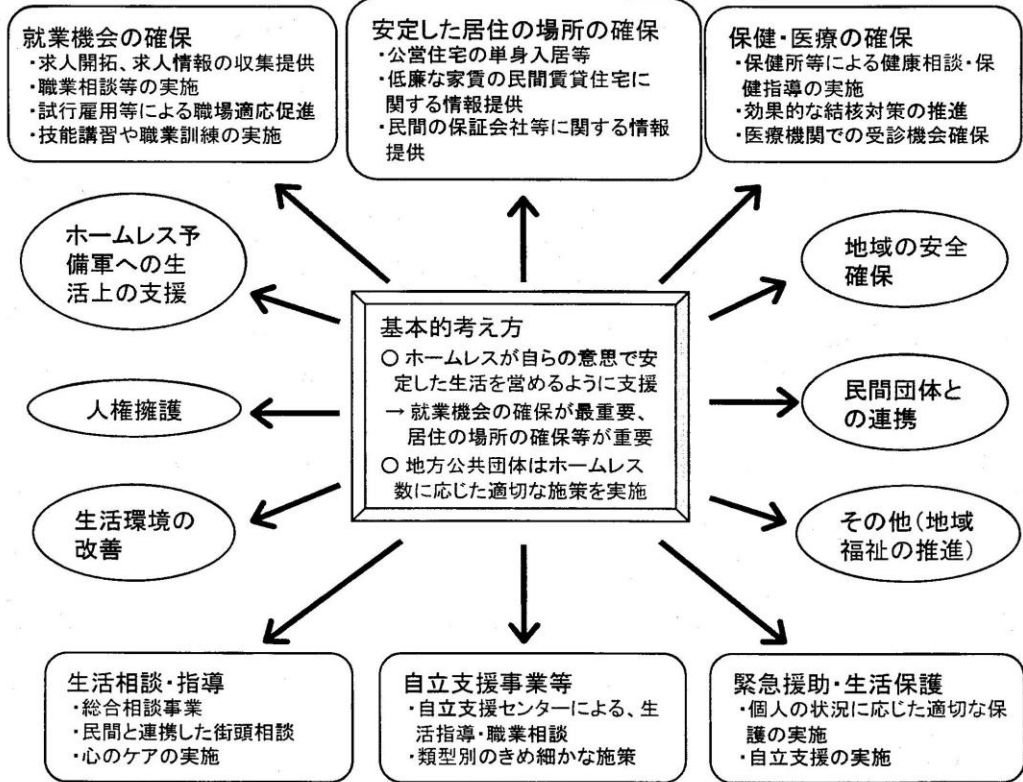 就業機会の確保
・求人開拓、求人情報の収集提供
・職業相談等の実施
・試行雇用等による職場適応促進
・技能講習や職業訓練の実施
安定した居住の場所の確保
・公営住宅の単身入居等
・低廉な家賃の民間賃貸住宅に
関する情報提供
・民間の保証会社等に関する情報
提供
保健・医療の確保
・保健所等による健康相談・保
健指導の実施
・効果的な結核対策の推進
・医療機関での受診機会確保
ホームレス予
備軍への生
活上の支援
地域の安全
確保
基本的考え方
○ ホームレスが自らの意思で安
定した生活を営めるように支援
→ 就業機会の確保が最重要、
居住の場所の確保等が重要
○ 地方公共団体はホームレス
数に応じた適切な施策を実施
人権擁護
民間団体と
の連携
生活環境の
改善
その他(地域
福祉の推進)
生活相談・指導
・総合相談事業
・民間と連携した街頭相談
・心のケアの実施
自立支援事業等
・自立支援センターによる、生
活指導・職業相談
・類型別のきめ細かな施策
緊急援助・生活保護
・個人の状況に応じた適切な保
護の実施
・自立支援の実施